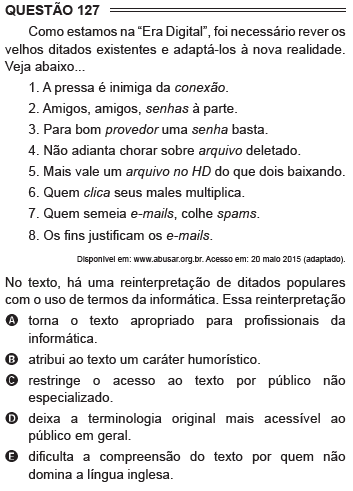 QUESTÃO 127
Como estamos na “Era Digital”, foi necessário rever os
velhos ditados existentes e adaptá-los à nova realidade.
Veja abaixo...
1. A pressa é inimiga da conexão.
2. Amigos, amigos, senhas à parte.
3. Para bom provedor uma senha basta.
4. Não adianta chorar sobre arquivo deletado.
5. Mais vale um arquivo no HD do que dois baixando.
6. Quem clica seus males multiplica.
7. Quem semeia e-mails, colhe spams.
8. Os fins justificam os e-mails.
Disponível em: www.abusar.org.br. Acesso em: 20 maio 2015 (adaptado).
No texto, há uma reinterpretação de ditados populares
com o uso de termos da informática. Essa reinterpretação
A torna o texto apropriado para profissionais da
informática.
B atribui ao texto um caráter humorístico.
C restringe o acesso ao texto por público não
especializado.
D deixa a terminologia original mais acessível ao
público em geral.
E dificulta a compreensão do texto por quem não
domina a língua inglesa.